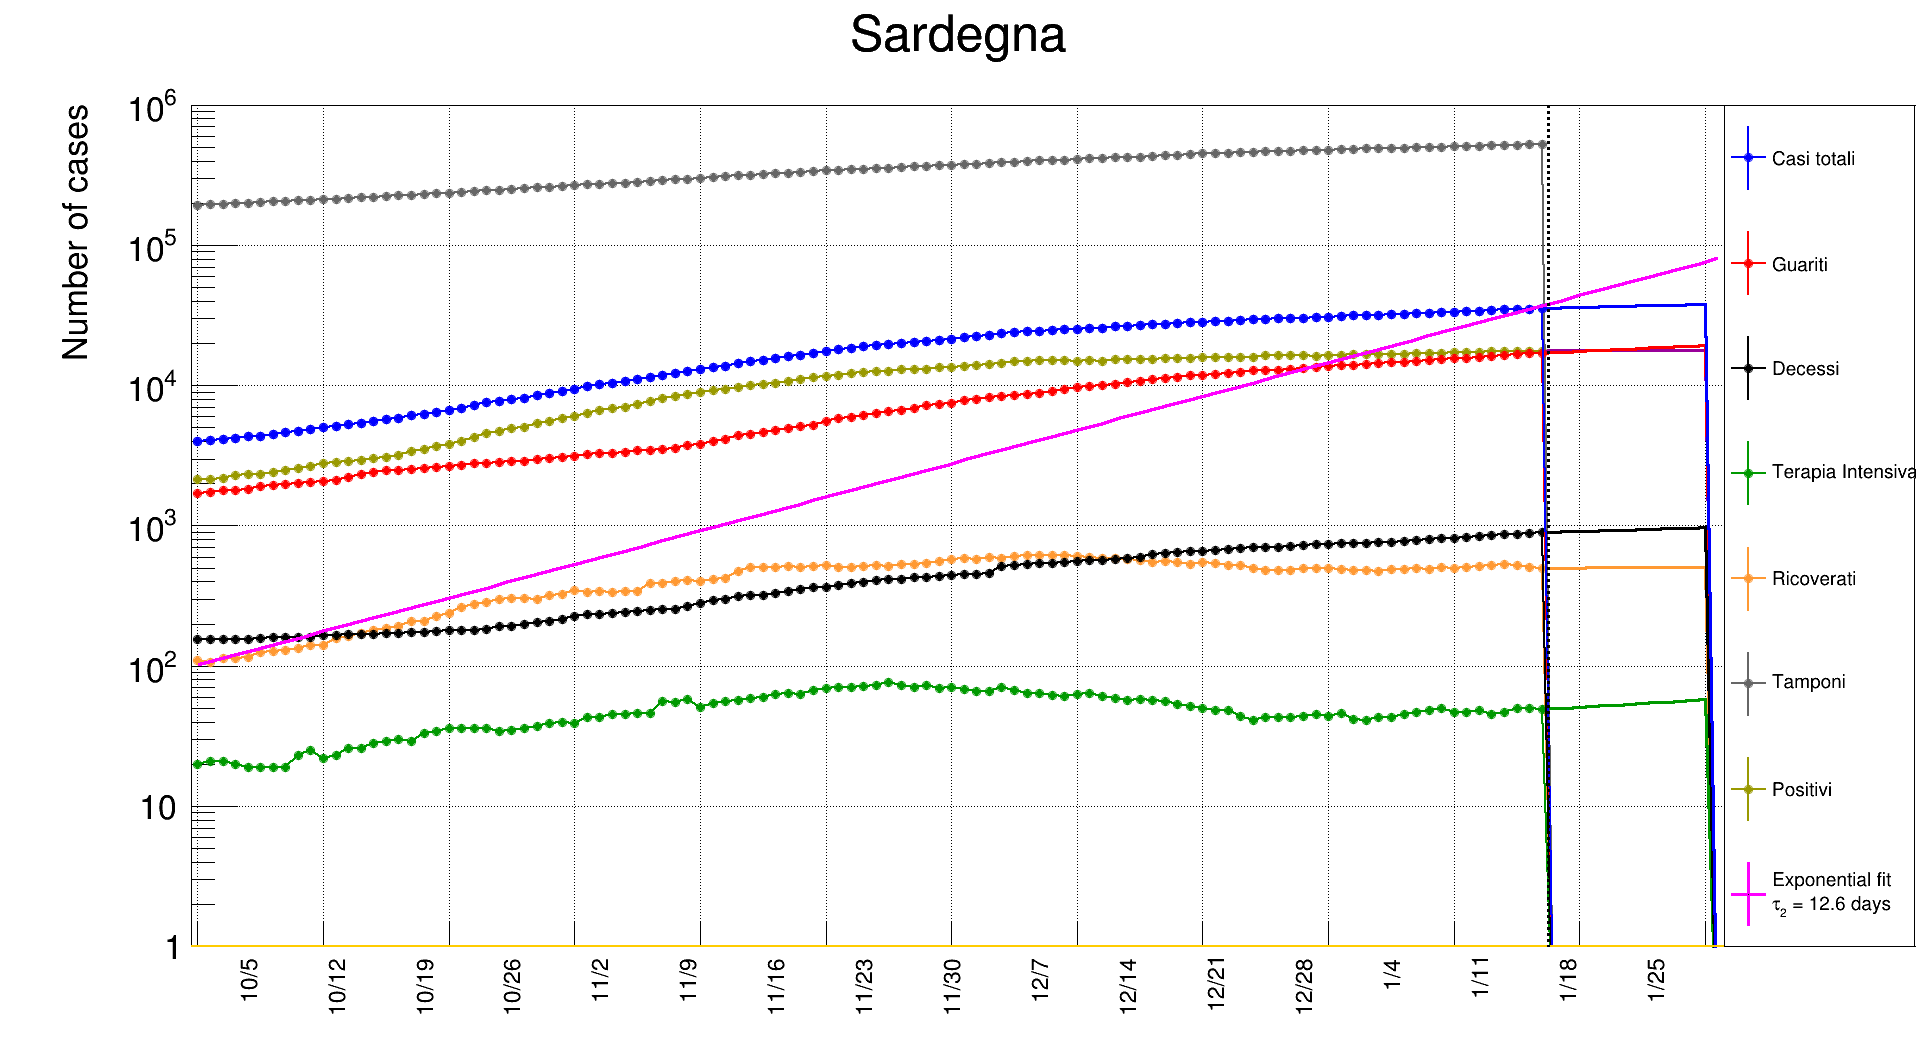 Sardegna
Number of cases
10^6
10^5
10^4
10^3
10^2
10
1
10/5
10/12
10/19
10/26
11/2
11/9
11/16
11/23
11/30
12/7
12/14
12/21
12/28
1/4
1/11
1/18
1/25
Casi totali
Guariti
Decessi
Terapia Intensiva
Ricoverati
Tamponi
Positivi
Exponential fit
τ_2 = 12.6 days